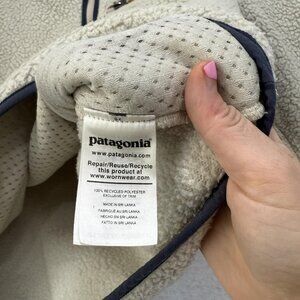 patagonia
www.patagonia.com
Repair/Reuse/Recycle
this product at
www.wornwear.com
100% RECYCLED POLYESTER
EXCLUSIVE OF TRIM
MADE IN SRI LANKA
FABRIQUÉ AU SRI LANKA
HECHO EN SRI LANKA
FATTO IN SRI LANKA